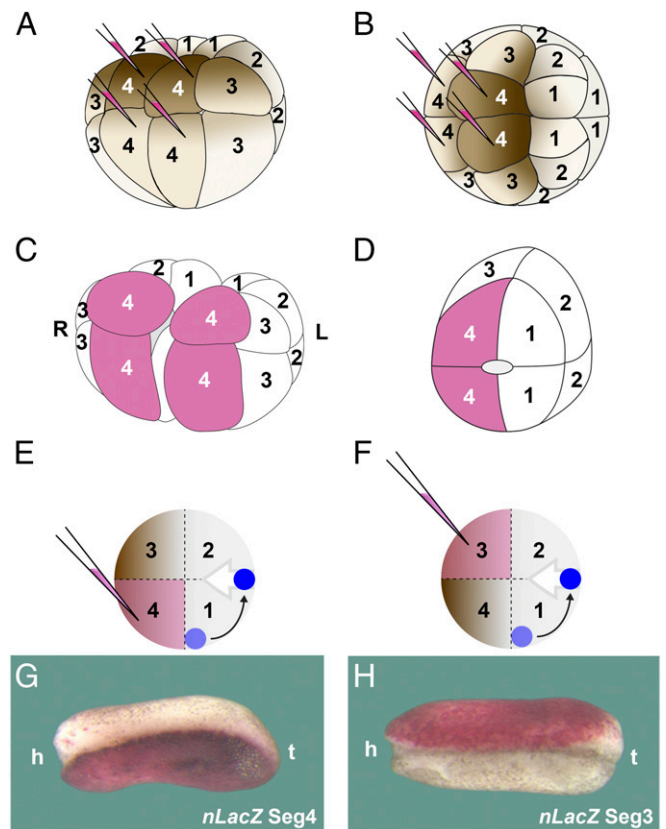 A
B
2 1 1 2
4 4 3
3
2
3 4 4 3
2
3 3 2
4 4 1 1
4 4 1 1
3 3 2 2
C
D
2 1 1 2
3 4 4 3
R L
3 4 3 2
3 2
4 1
4 1 2
E
F
3 2
4 1
3 2
4 1
G
H
h t
h t
nLacZ Seg4
nLacZ Seg3